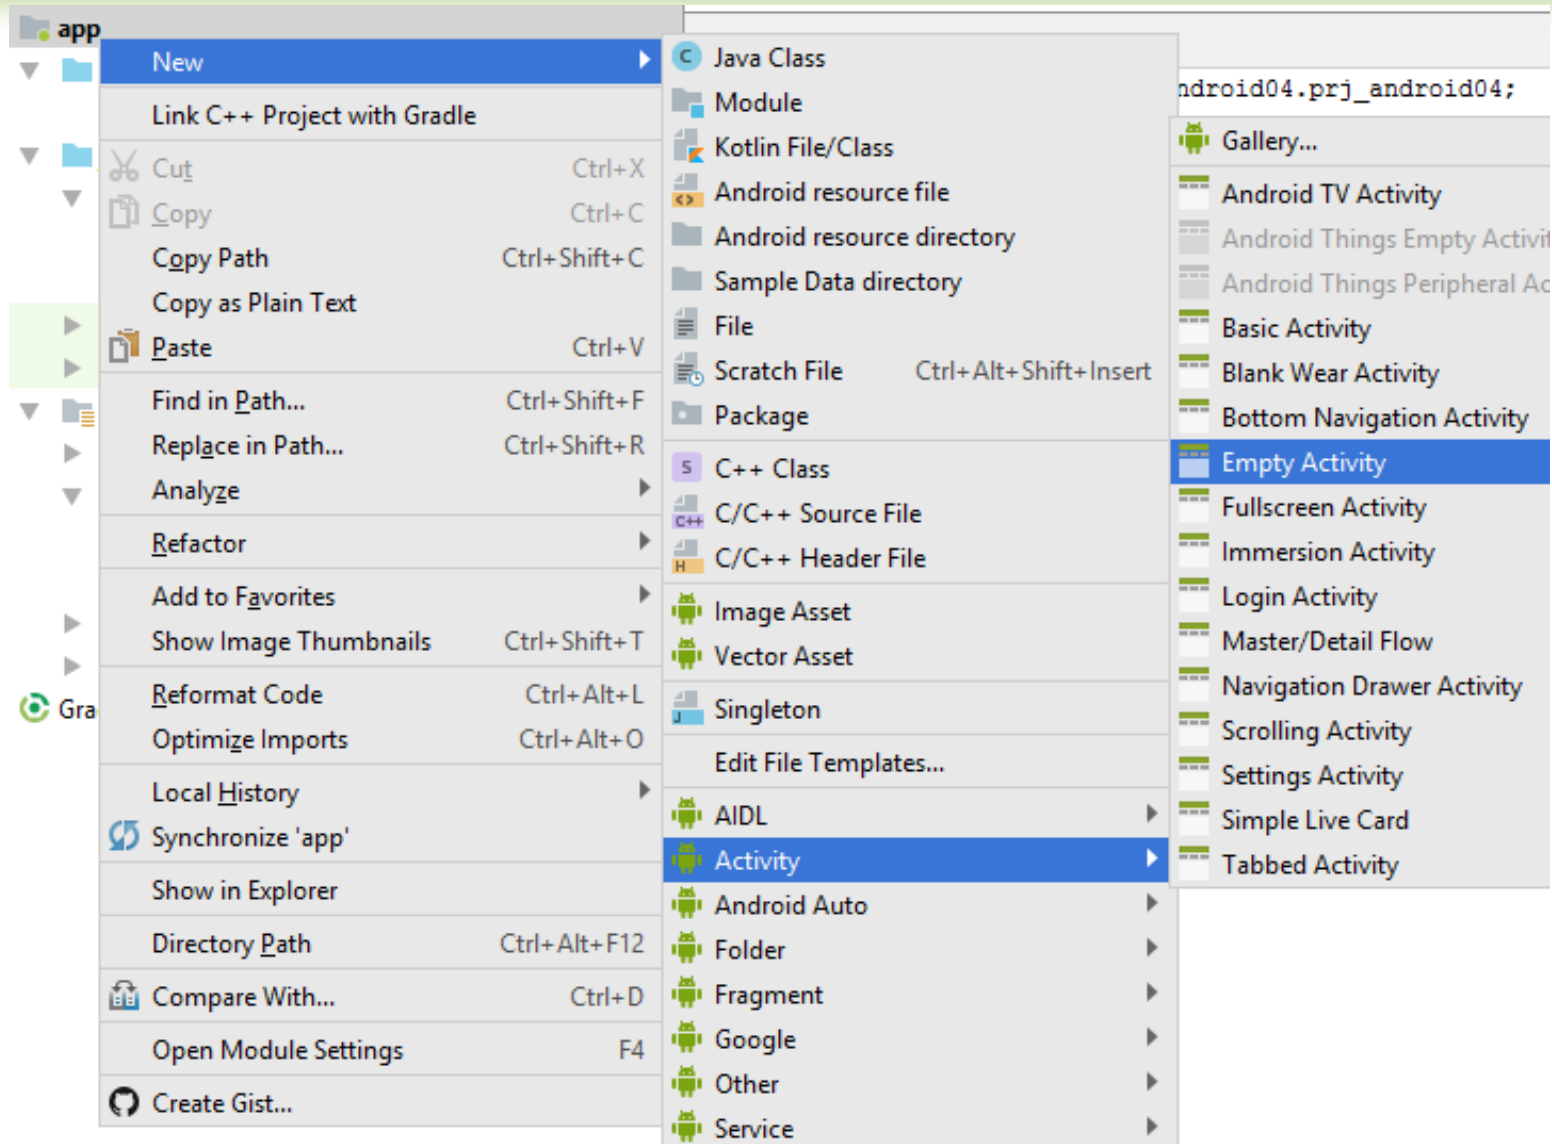 app
New
Link C++ Project with Gradle
Cut Ctrl+X
Copy Ctrl+C
Copy Path Ctrl+Shift+C
Copy as Plain Text
Paste Ctrl+V
Find in Path... Ctrl+Shift+F
Replace in Path... Ctrl+Shift+R
Analyze
Refactor
Add to Favorites
Show Image Thumbnails Ctrl+Shift+T
Reformat Code Ctrl+Alt+L
Optimize Imports Ctrl+Alt+O
Local History
Synchronize 'app'
Show in Explorer
Directory Path Ctrl+Alt+F12
Compare With... Ctrl+D
Open Module Settings F4
Create Gist...
Gra
Java Class
Module
Kotlin File/Class
Android resource file
Android resource directory
Sample Data directory
File
Scratch File Ctrl+Alt+Shift+Insert
Package
C++ Class
C/C++ Source File
C/C++ Header File
Image Asset
Vector Asset
Singleton
Edit File Templates...
AIDL
Activity
Android Auto
Folder
Fragment
Google
Other
Service
ndroid04.prj_android04;
Gallery...
Android TV Activity
Android Things Empty Activit
Android Things Peripheral Ac
Basic Activity
Blank Wear Activity
Bottom Navigation Activity
Empty Activity
Fullscreen Activity
Immersion Activity
Login Activity
Master/Detail Flow
Navigation Drawer Activity
Scrolling Activity
Settings Activity
Simple Live Card
Tabbed Activity